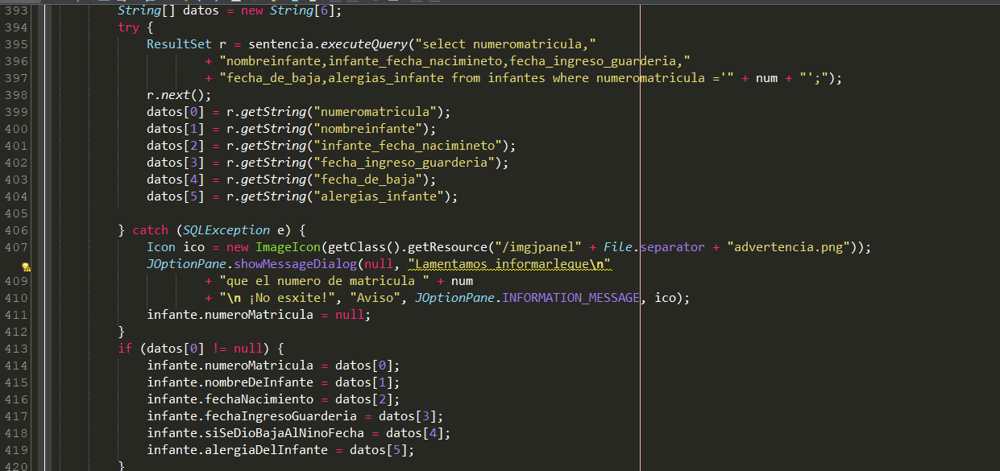 393 String[] datos = new String[6];
394 try {
395 ResultSet r = sentencia.executeQuery("select numeromatricula,"
396 + "nombreinfante,infante_fecha_nacimineto,fecha_ingreso_guarderia,"
397 + "fecha_de_baja,alergias_infante from infantes where numeromatricula ='" + num + "';");
398 r.next();
399 datos[0] = r.getString("numeromatricula");
400 datos[1] = r.getString("nombreinfante");
401 datos[2] = r.getString("infante_fecha_nacimineto");
402 datos[3] = r.getString("fecha_ingreso_guarderia");
403 datos[4] = r.getString("fecha_de_baja");
404 datos[5] = r.getString("alergias_infante");
405
406 } catch (SQLException e) {
407 Icon ico = new ImageIcon(getClass().getResource("/imgjpanel" + File.separator + "advertencia.png"));
JOptionPane.showMessageDialog(null, "Lamentamos informarleque\n"
409 + "que el numero de matricula " + num
410 + "\n ¡No esxite!", "Aviso", JOptionPane.INFORMATION_MESSAGE, ico);
411 infante.numeroMatricula = null;
412 }
413 if (datos[0] != null) {
414 infante.numeroMatricula = datos[0];
415 infante.nombreDeInfante = datos[1];
416 infante.fechaNacimiento = datos[2];
417 infante.fechaIngresoGuarderia = datos[3];
418 infante.siSeDioBajaAlNinoFecha = datos[4];
419 infante.alergiaDelInfante = datos[5];
420 }